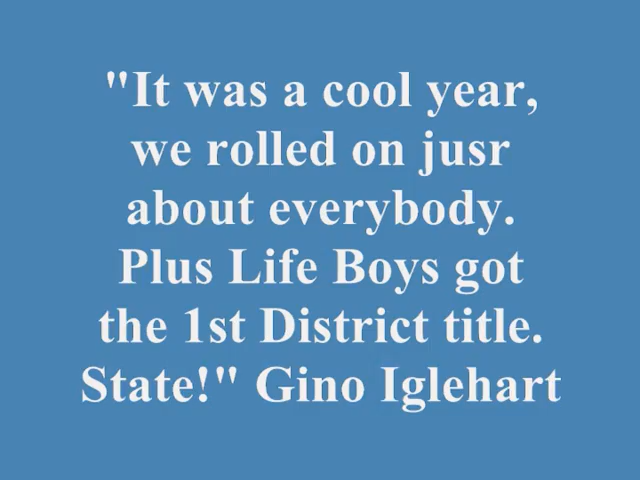 "It was a cool year,
we rolled on jusr
about everybody.
Plus Life Boys got
the 1st District title.
State!" Gino Iglehart